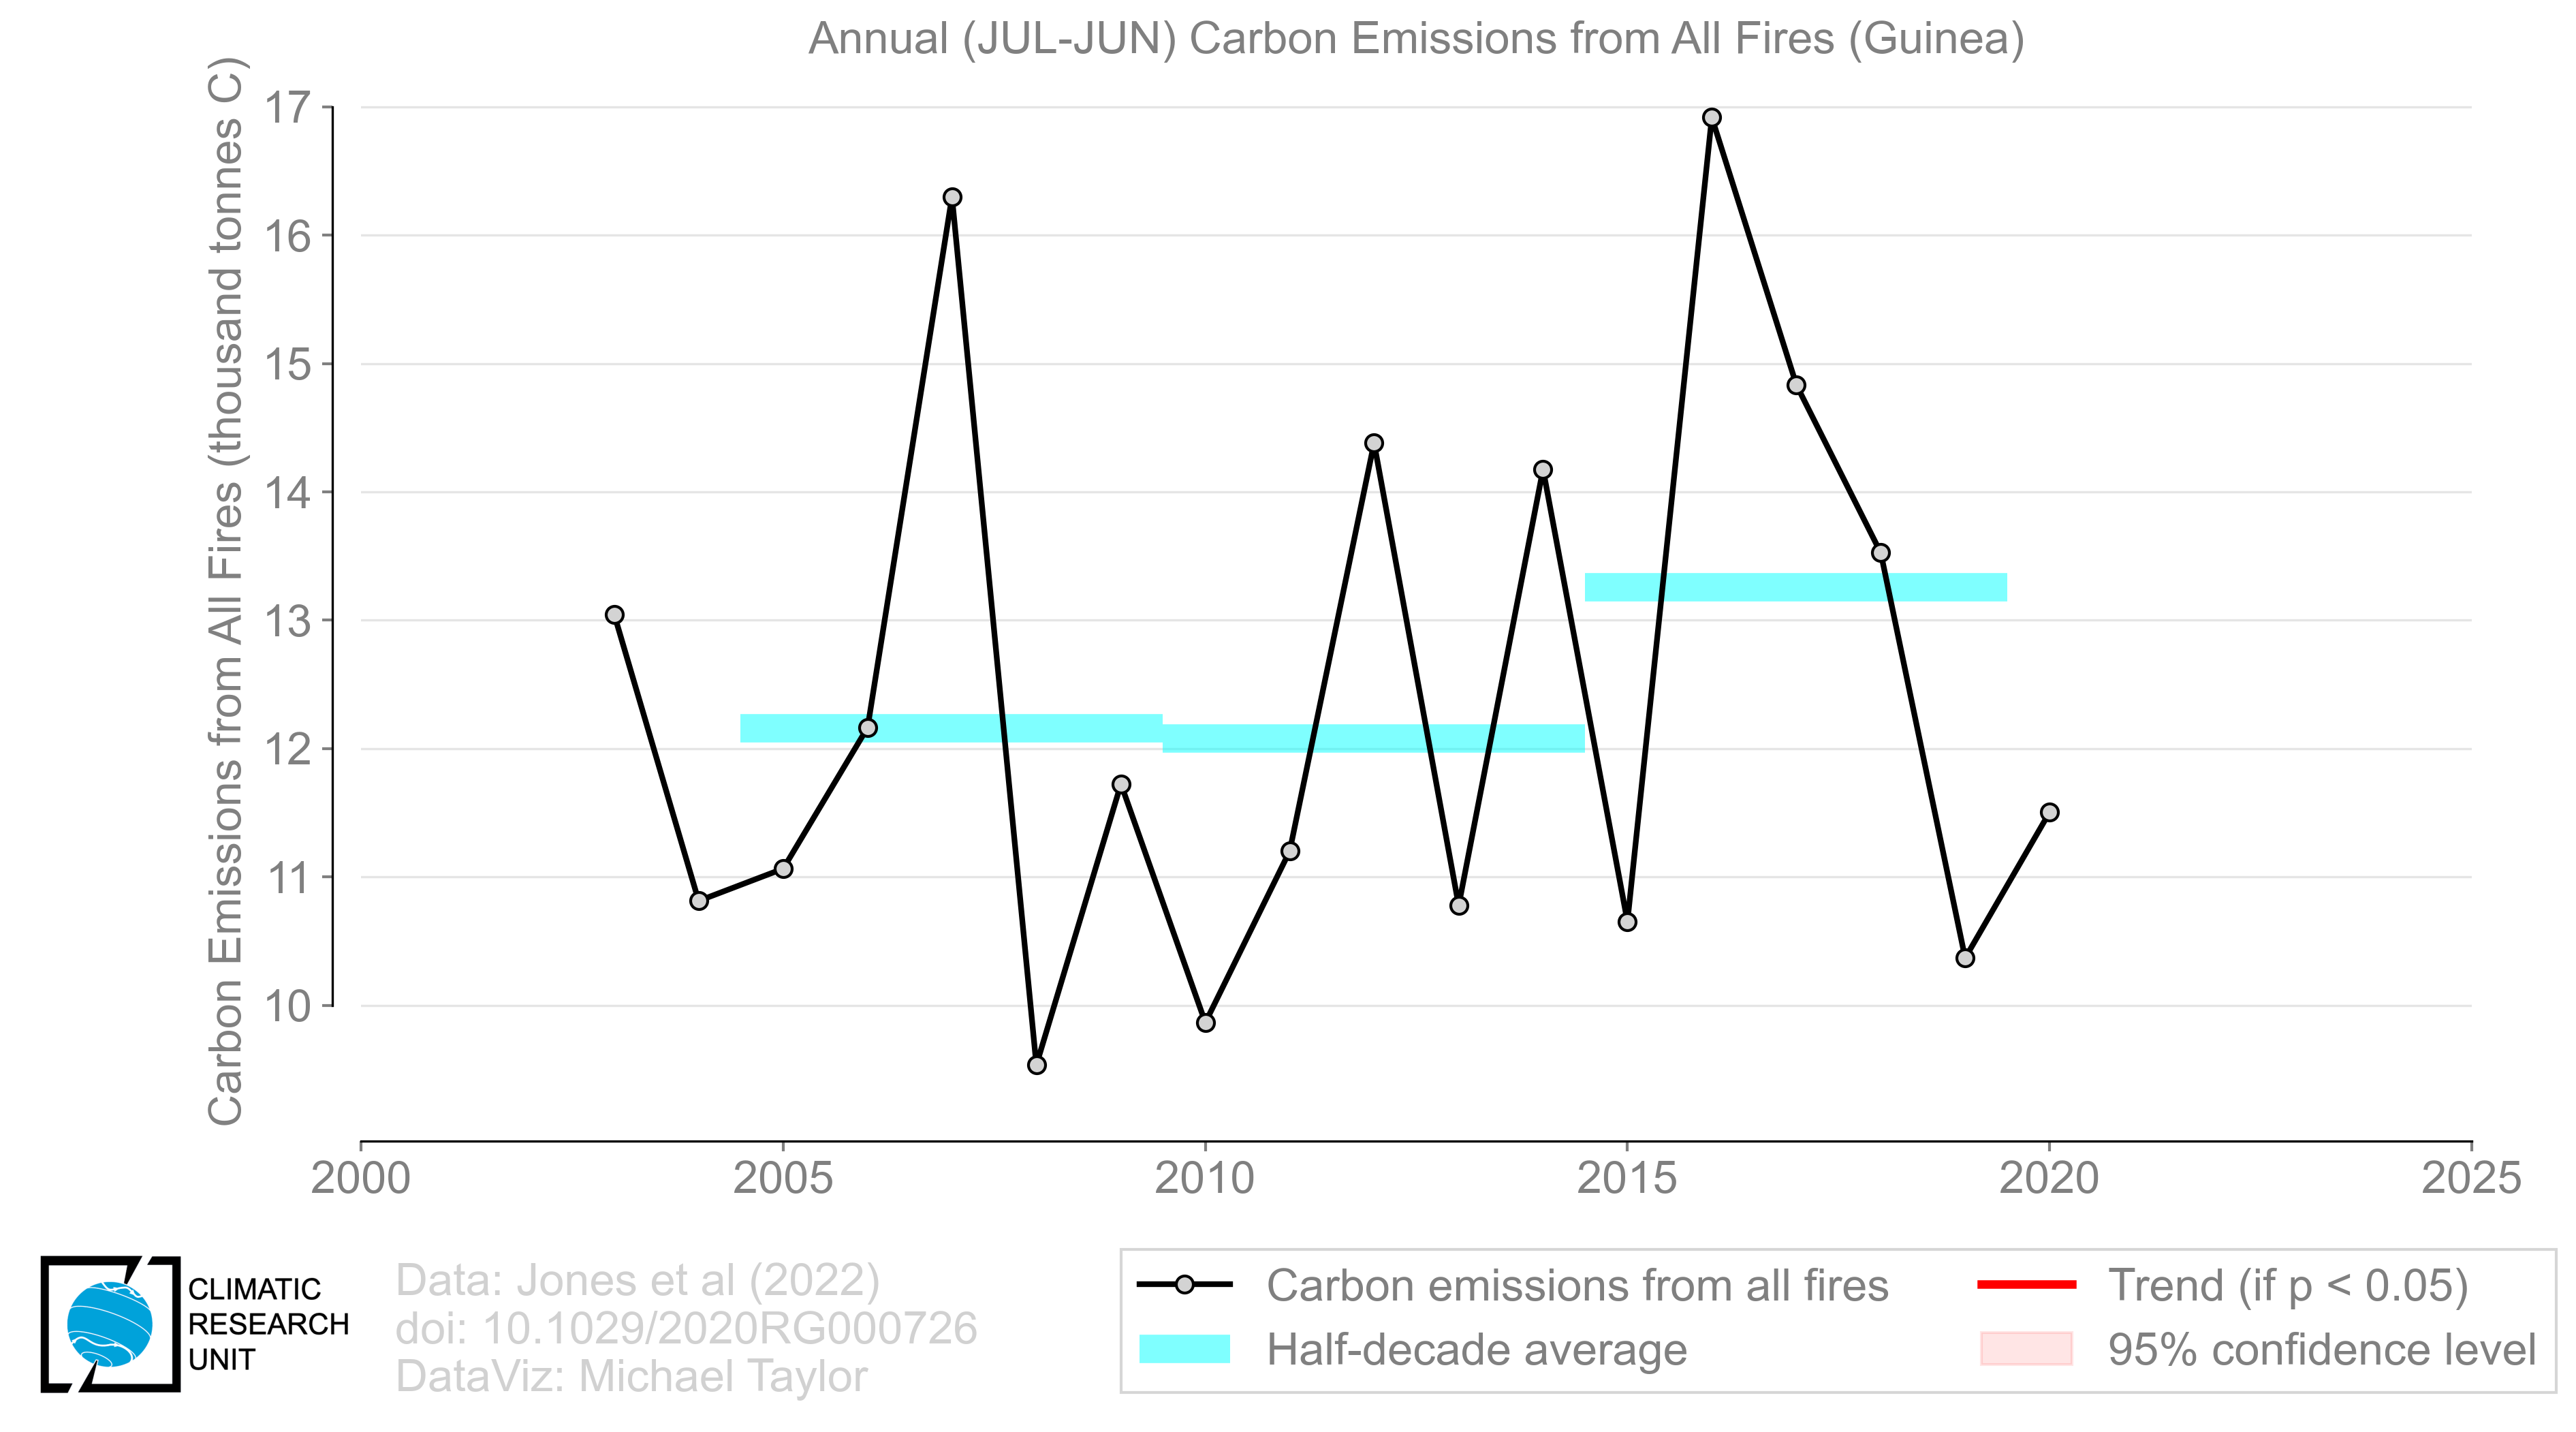 Annual (JUL-JUN) Carbon Emissions from All Fires (Guinea)
Carbon Emissions from All Fires (thousand tonnes C)
17
16
15
14
13
12
11
10
2000 2005 2010 2015 2020 2025
CLIMATIC
RESEARCH
UNIT
Data: Jones et al (2022)
doi: 10.1029/2020RG000726
DataViz: Michael Taylor
Carbon emissions from all fires
Half-decade average
Trend (if p < 0.05)
95% confidence level